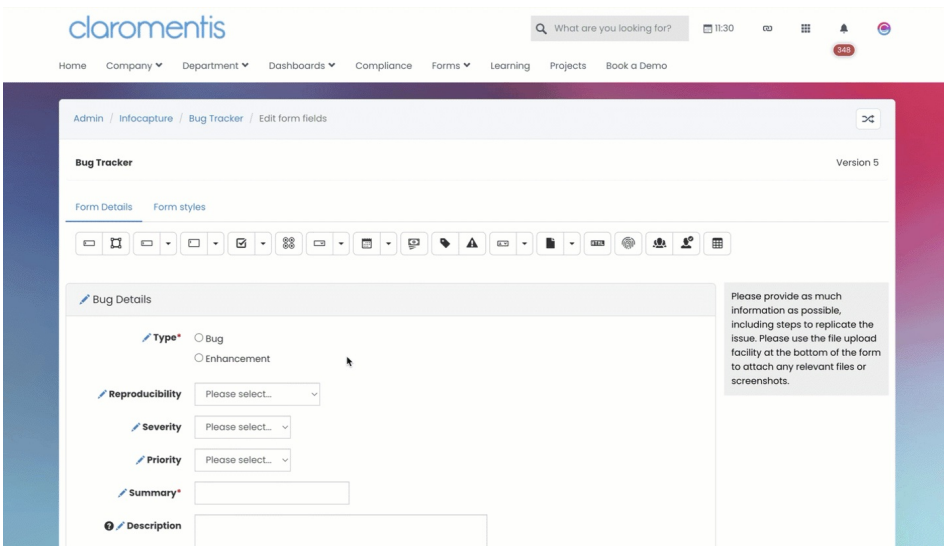 claromentis
What are you looking for?
11:30
348
Home Company Department Dashboards Compliance Forms Learning Projects Book a Demo
Admin / Infocapture / Bug Tracker / Edit form fields
Bug Tracker
Version 5
Form Details Form styles
Bug Details
Type*
Bug
Enhancement
Reproducibility Please select...
Severity Please select...
Priority Please select...
Summary*
Description
Please provide as much
information as possible,
including steps to replicate the
issue. Please use the file upload
facility at the bottom of the form
to attach any relevant files or
screenshots.